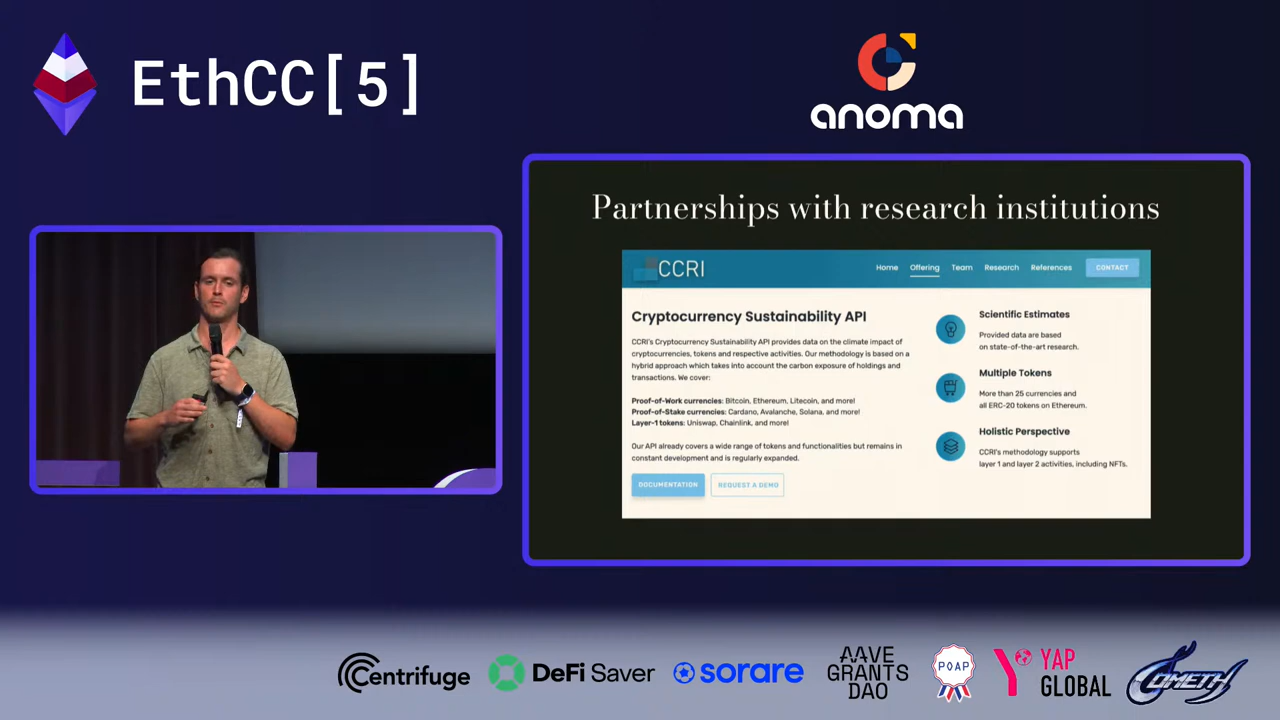 EthCC[5]
anoma
Partnerships with research institutions
CCRI
Home
Offering
Team
Research
References
CONTACT
Cryptocurrency Sustainability API
CCRI's Cryptocurrency Sustainability API provides data on the climate impact of
cryptocurrencies, tokens and respective activities. Our methodology is based on a
hybrid approach which takes into account the carbon exposure of holdings and
transactions. We cover:
Proof-of-Work currencies: Bitcoin, Ethereum, Litecoin, and more!
Proof-of-Stake currencies: Cardano, Avalanche, Solana, and more!
Layer-1 tokens: Uniswap, Chainlink, and more!
Our API already covers a wide range of tokens and functionalities but remains in
constant development and is regularly expanded.
DOCUMENTATION
REQUEST A DEMO
Scientific Estimates
Provided data are based
on state-of-the-art research.
Multiple Tokens
More than 25 currencies and
all ERC-20 tokens on Ethereum.
Holistic Perspective
CCRI's methodology supports
layer 1 and layer 2 activities, including NFTs.
Centrifuge
DeFi Saver
sorare
AAVE
GRANTS
DAO
POAP
YAP
GLOBAL
COMETH